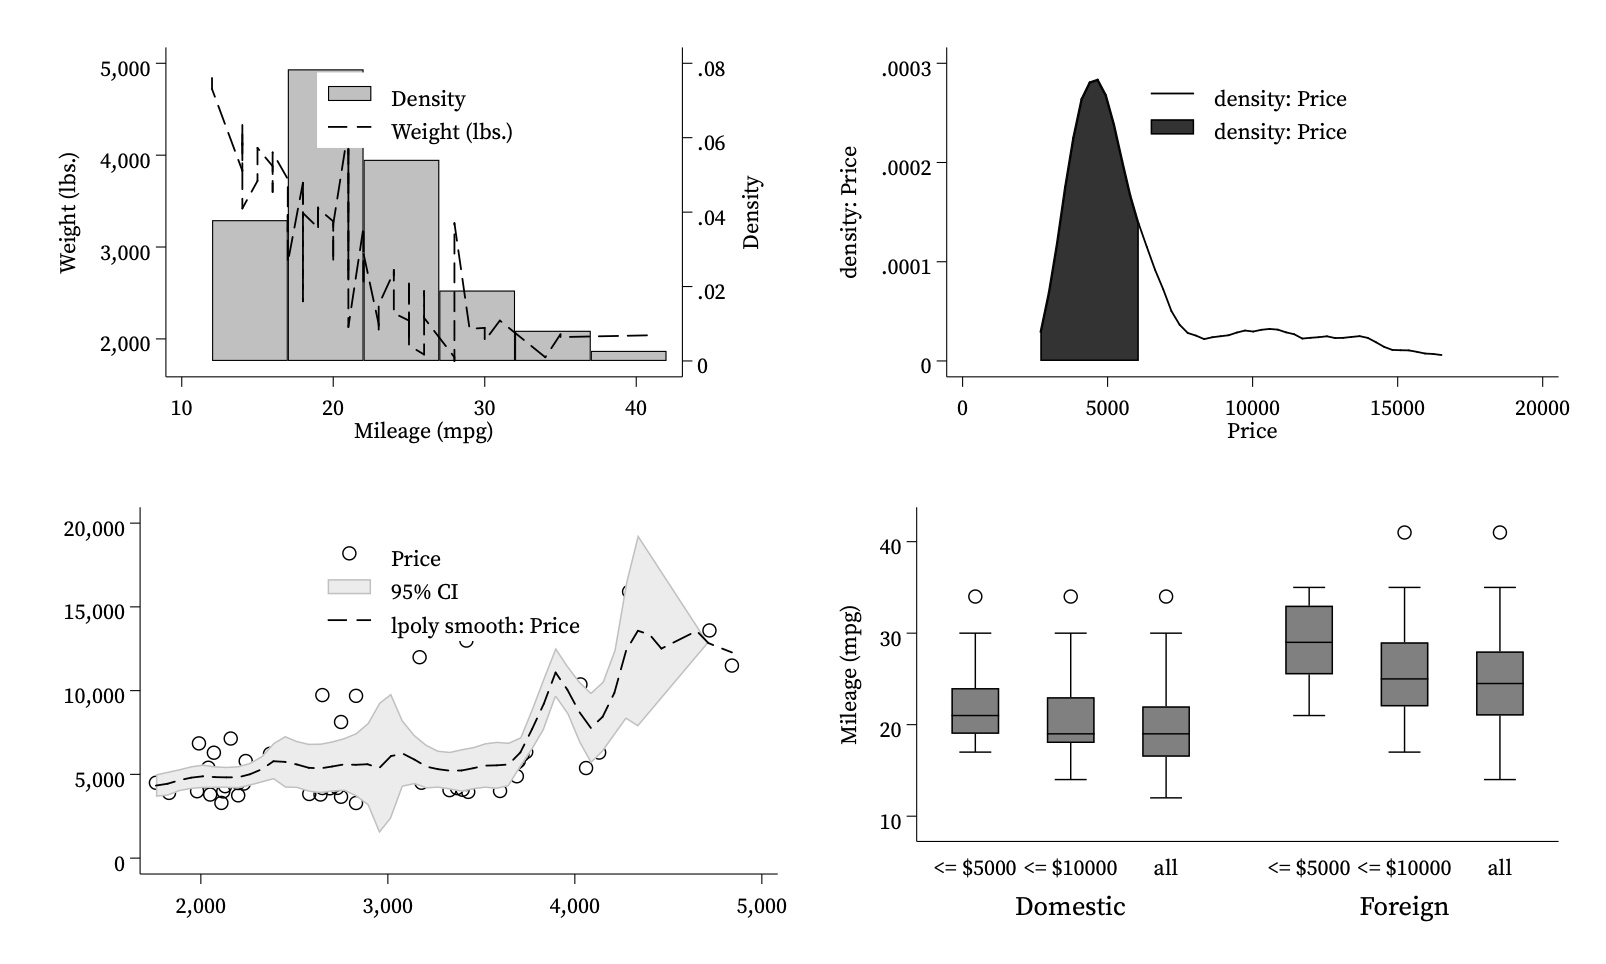 5,000
4,000
3,000
2,000
Weight (lbs.)
.08
.06
.04
.02
0
Density
Density
Weight (lbs.)
10 20 30 40
Mileage (mpg)
.0003
.0002
.0001
0
density: Price
density: Price
density: Price
0 5000 10000 15000 20000
Price
20,000
15,000
10,000
5,000
0
Price
95% CI
lpoly smooth: Price
2,000 3,000 4,000 5,000
40
30
20
10
Mileage (mpg)
<= $5000 <= $10000 all <= $5000 <= $10000 all
Domestic Foreign